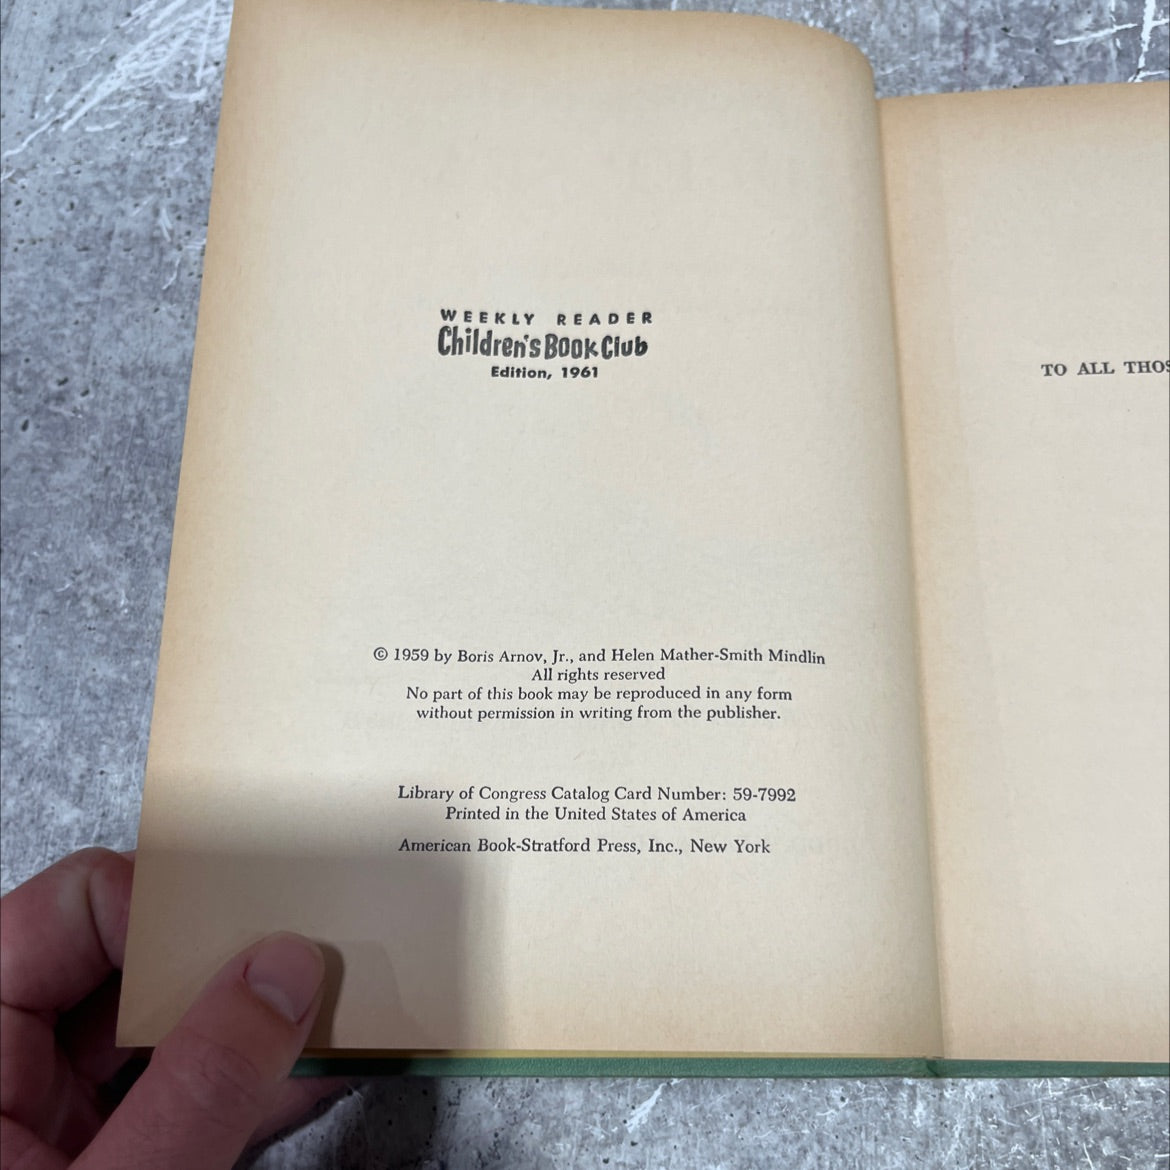 WEEKLY READER
Children's Book Club
Edition, 1961
© 1959 by Boris Arnov, Jr., and Helen Mather-Smith Mindlin
All rights reserved
No part of this book may be reproduced in any form
without permission in writing from the publisher.
Library of Congress Catalog Card Number: 59-7992
Printed in the United States of America
American Book-Stratford Press, Inc., New York
TO ALL THOS